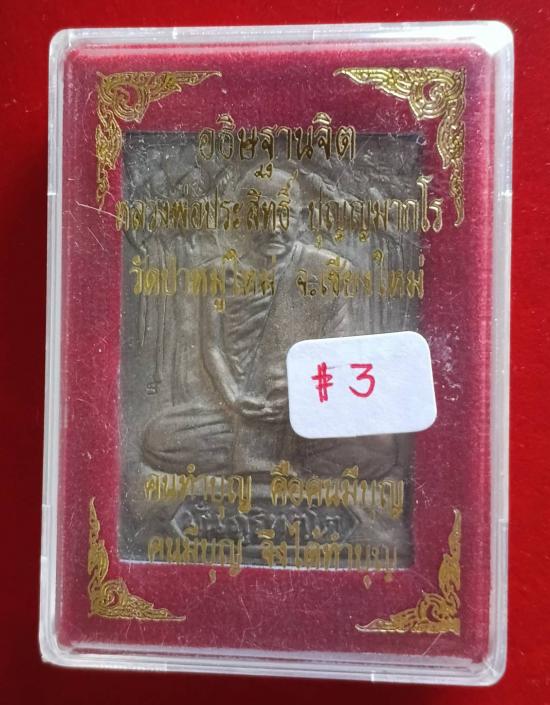 อธิษฐานจิต
หลวงพ่อประสิทธิ์ ปุญญมากโร
วัดป่าหมู่ใหม่ จ.เชียงใหม่
#3
คนทำบุญ คือคนมีบุญ
คนมีบุญ จึงได้ทำบุญ